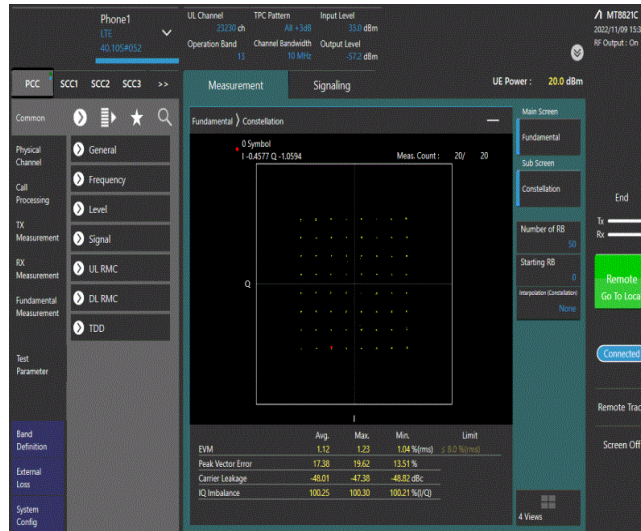 Phone1
LTE
40.105#052
UL Channel TPC Pattern Input Level
23230 ch Alt +3dB 33.0 dBm
Operation Band Channel Bandwidth Output Level
13 10 MHz -57.2 dBm
MT8821C
2022/11/09 15:3
RF Output : On
PCC SCC1 SCC2 SCC3 >>
Measurement Signaling
UE Power : 20.0 dBm
Common
Physical
Channel
Call
Processing
TX
Measurement
RX
Measurement
Fundamental
Measurement
Test
Parameter
Band
Definition
External
Loss
System
Config
General
Frequency
Level
Signal
UL RMC
DL RMC
TDD
Fundamental 〉 Constellation
0 Symbol
I -0.4577 Q -1.0594 Meas. Count : 20/ 20
Q
I
Avg. Max. Min. Limit
EVM 1.12 1.23 1.04 %(rms) ≤ 8.0 %(rms)
Peak Vector Error 17.38 19.62 13.51 %
Carrier Leakage -48.01 -47.38 -48.82 dBc
IQ Imbalance 100.25 100.30 100.21 %(I/Q)
Main Screen
Fundamental
Sub Screen
Constellation
Number of RB
50
Starting RB
0
Interpolation (Constellation)
None
4 Views
End
Tx
Rx
Remote
Go To Loca
Connected
Remote Trac
Screen Off